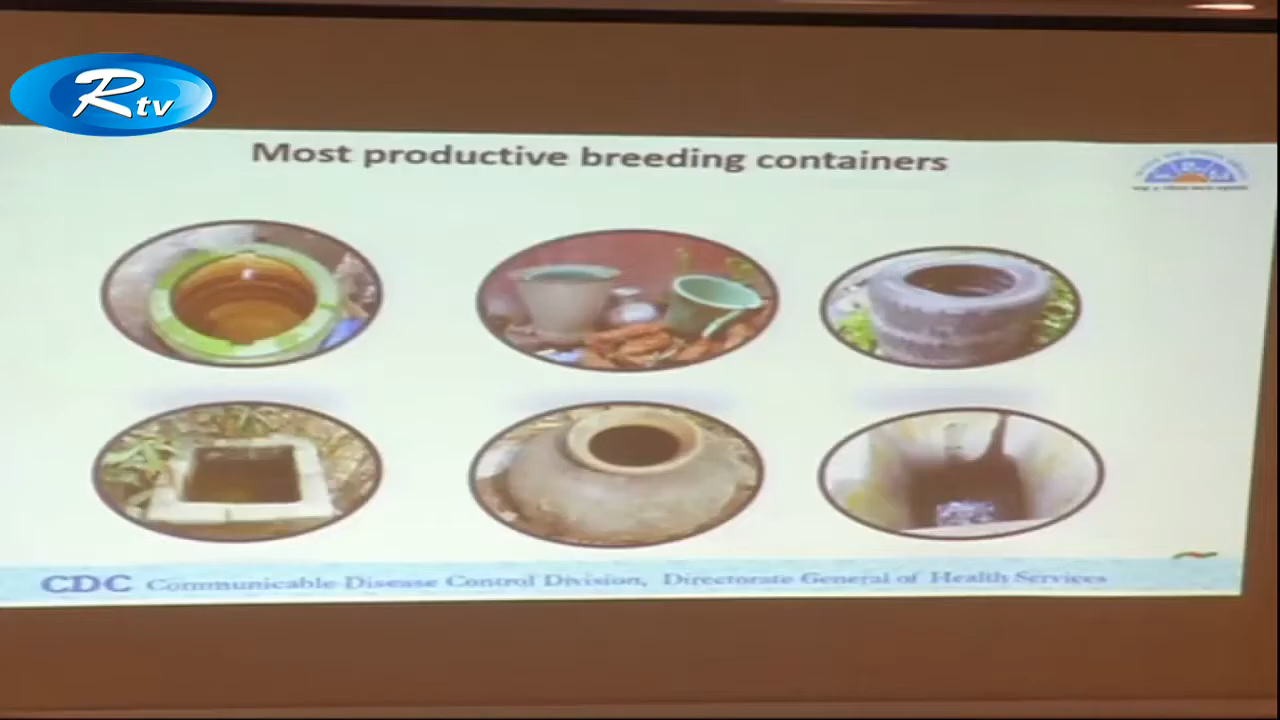 Rtv
Most productive breeding containers
CDC Communicable Disease Control Division, Directorate General of Health Services